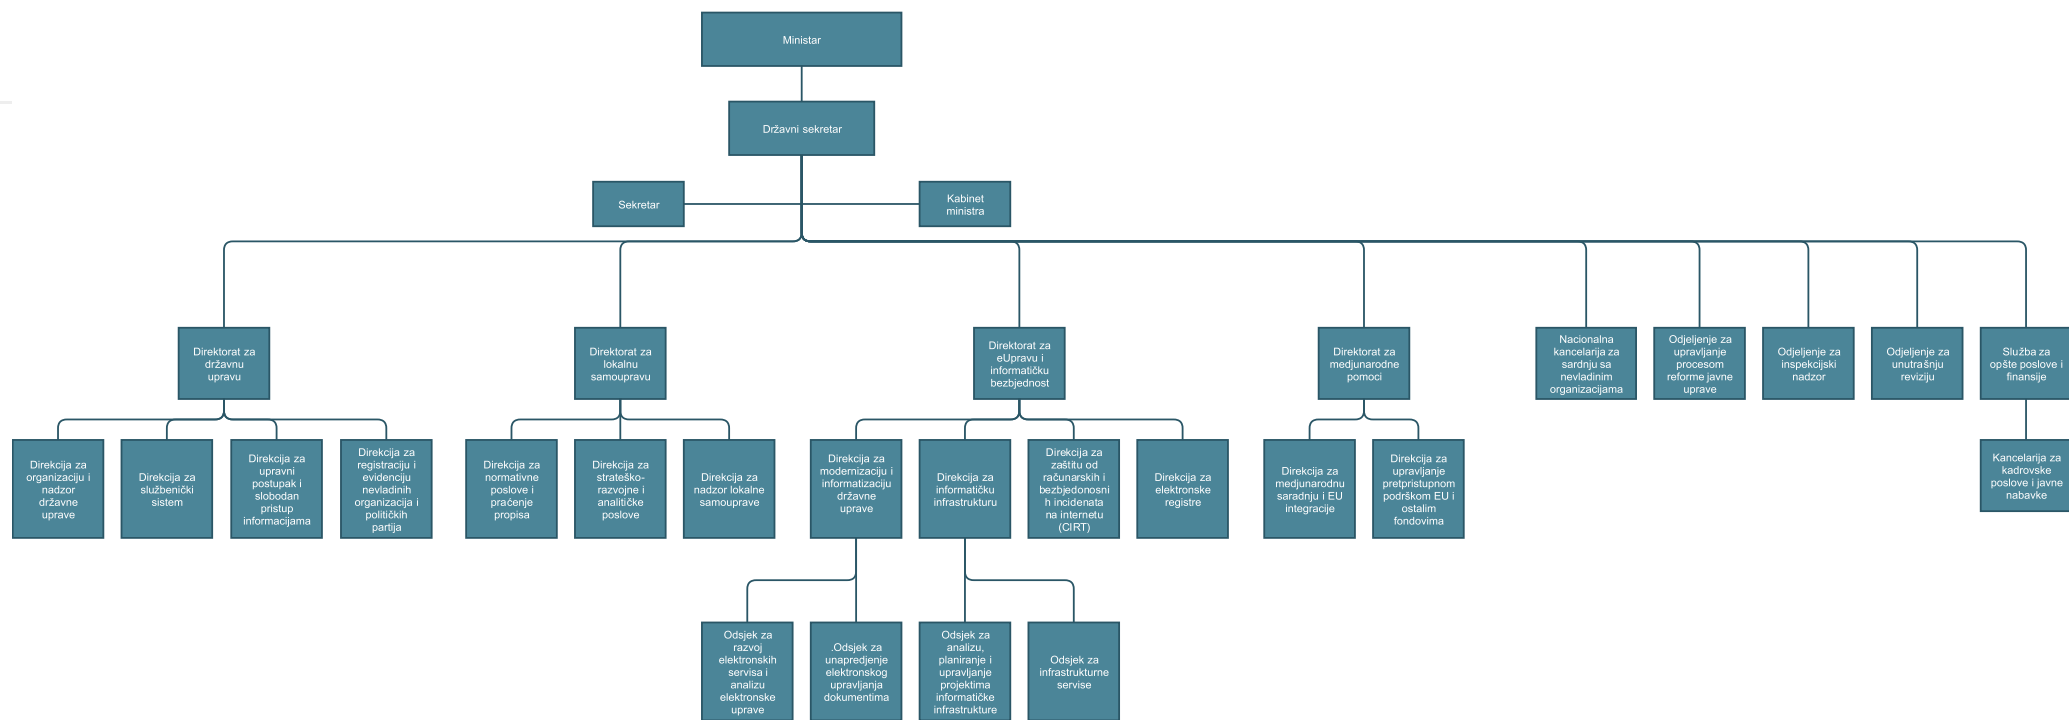 Ministar
Državni sekretar
Sekretar
Kabinet
ministra
Direktorat za
državnu
upravu
Direktorat za
lokalnu
samoupravu
Direktorat za
eUpravu i
informatičku
bezbjednost
Direktorat za
medjunarodne
pomoci
Nacionalna
kancelarija za
sardnju sa
nevladinim
organizacijama
Odjeljenje za
upravljanje
procesom
reforme javne
uprave
Odjeljenje za
inspekcijski
nadzor
Odjeljenje za
unutrašnju
reviziju
Služba za
opšte poslove i
finansije
Direkcija za
organizaciju i
nadzor
državne
uprave
Direkcija za
službenički
sistem
Direkcija za
upravni
postupak i
slobodan
pristup
informacijama
Direkcija za
registraciju i
evidenciju
nevladinih
organizacija i
političkih
partija
Direkcija za
normativne
poslove i
praćenje
propisa
Direkcija za
strateško-
razvojne i
analitičke
poslove
Direkcija za
nadzor lokalne
samouprave
Direkcija za
modernizaciju i
informatizaciju
državne
uprave
Direkcija za
informatičku
infrastrukturu
Direkcija za
zaštitu od
računarskih i
bezbjedonosni
h incidenata
na internetu
(CIRT)
Direkcija za
elektronske
registre
Direkcija za
medjunarodnu
saradnju i EU
integracije
Direkcija za
upravljanje
pretpristupnom
podrškom EU i
ostalim
fondovima
Kancelarija za
kadrovske
poslove i javne
nabavke
Odsjek za
razvoj
elektronskih
servisa i
analizu
elektronske
uprave
.Odsjek za
unapredjenje
elektronskog
upravljanja
dokumentima
Odsjek za
analizu,
planiranje i
upravljanje
projektima
informatičke
infrastrukture
Odsjek za
infrastrukturne
servise